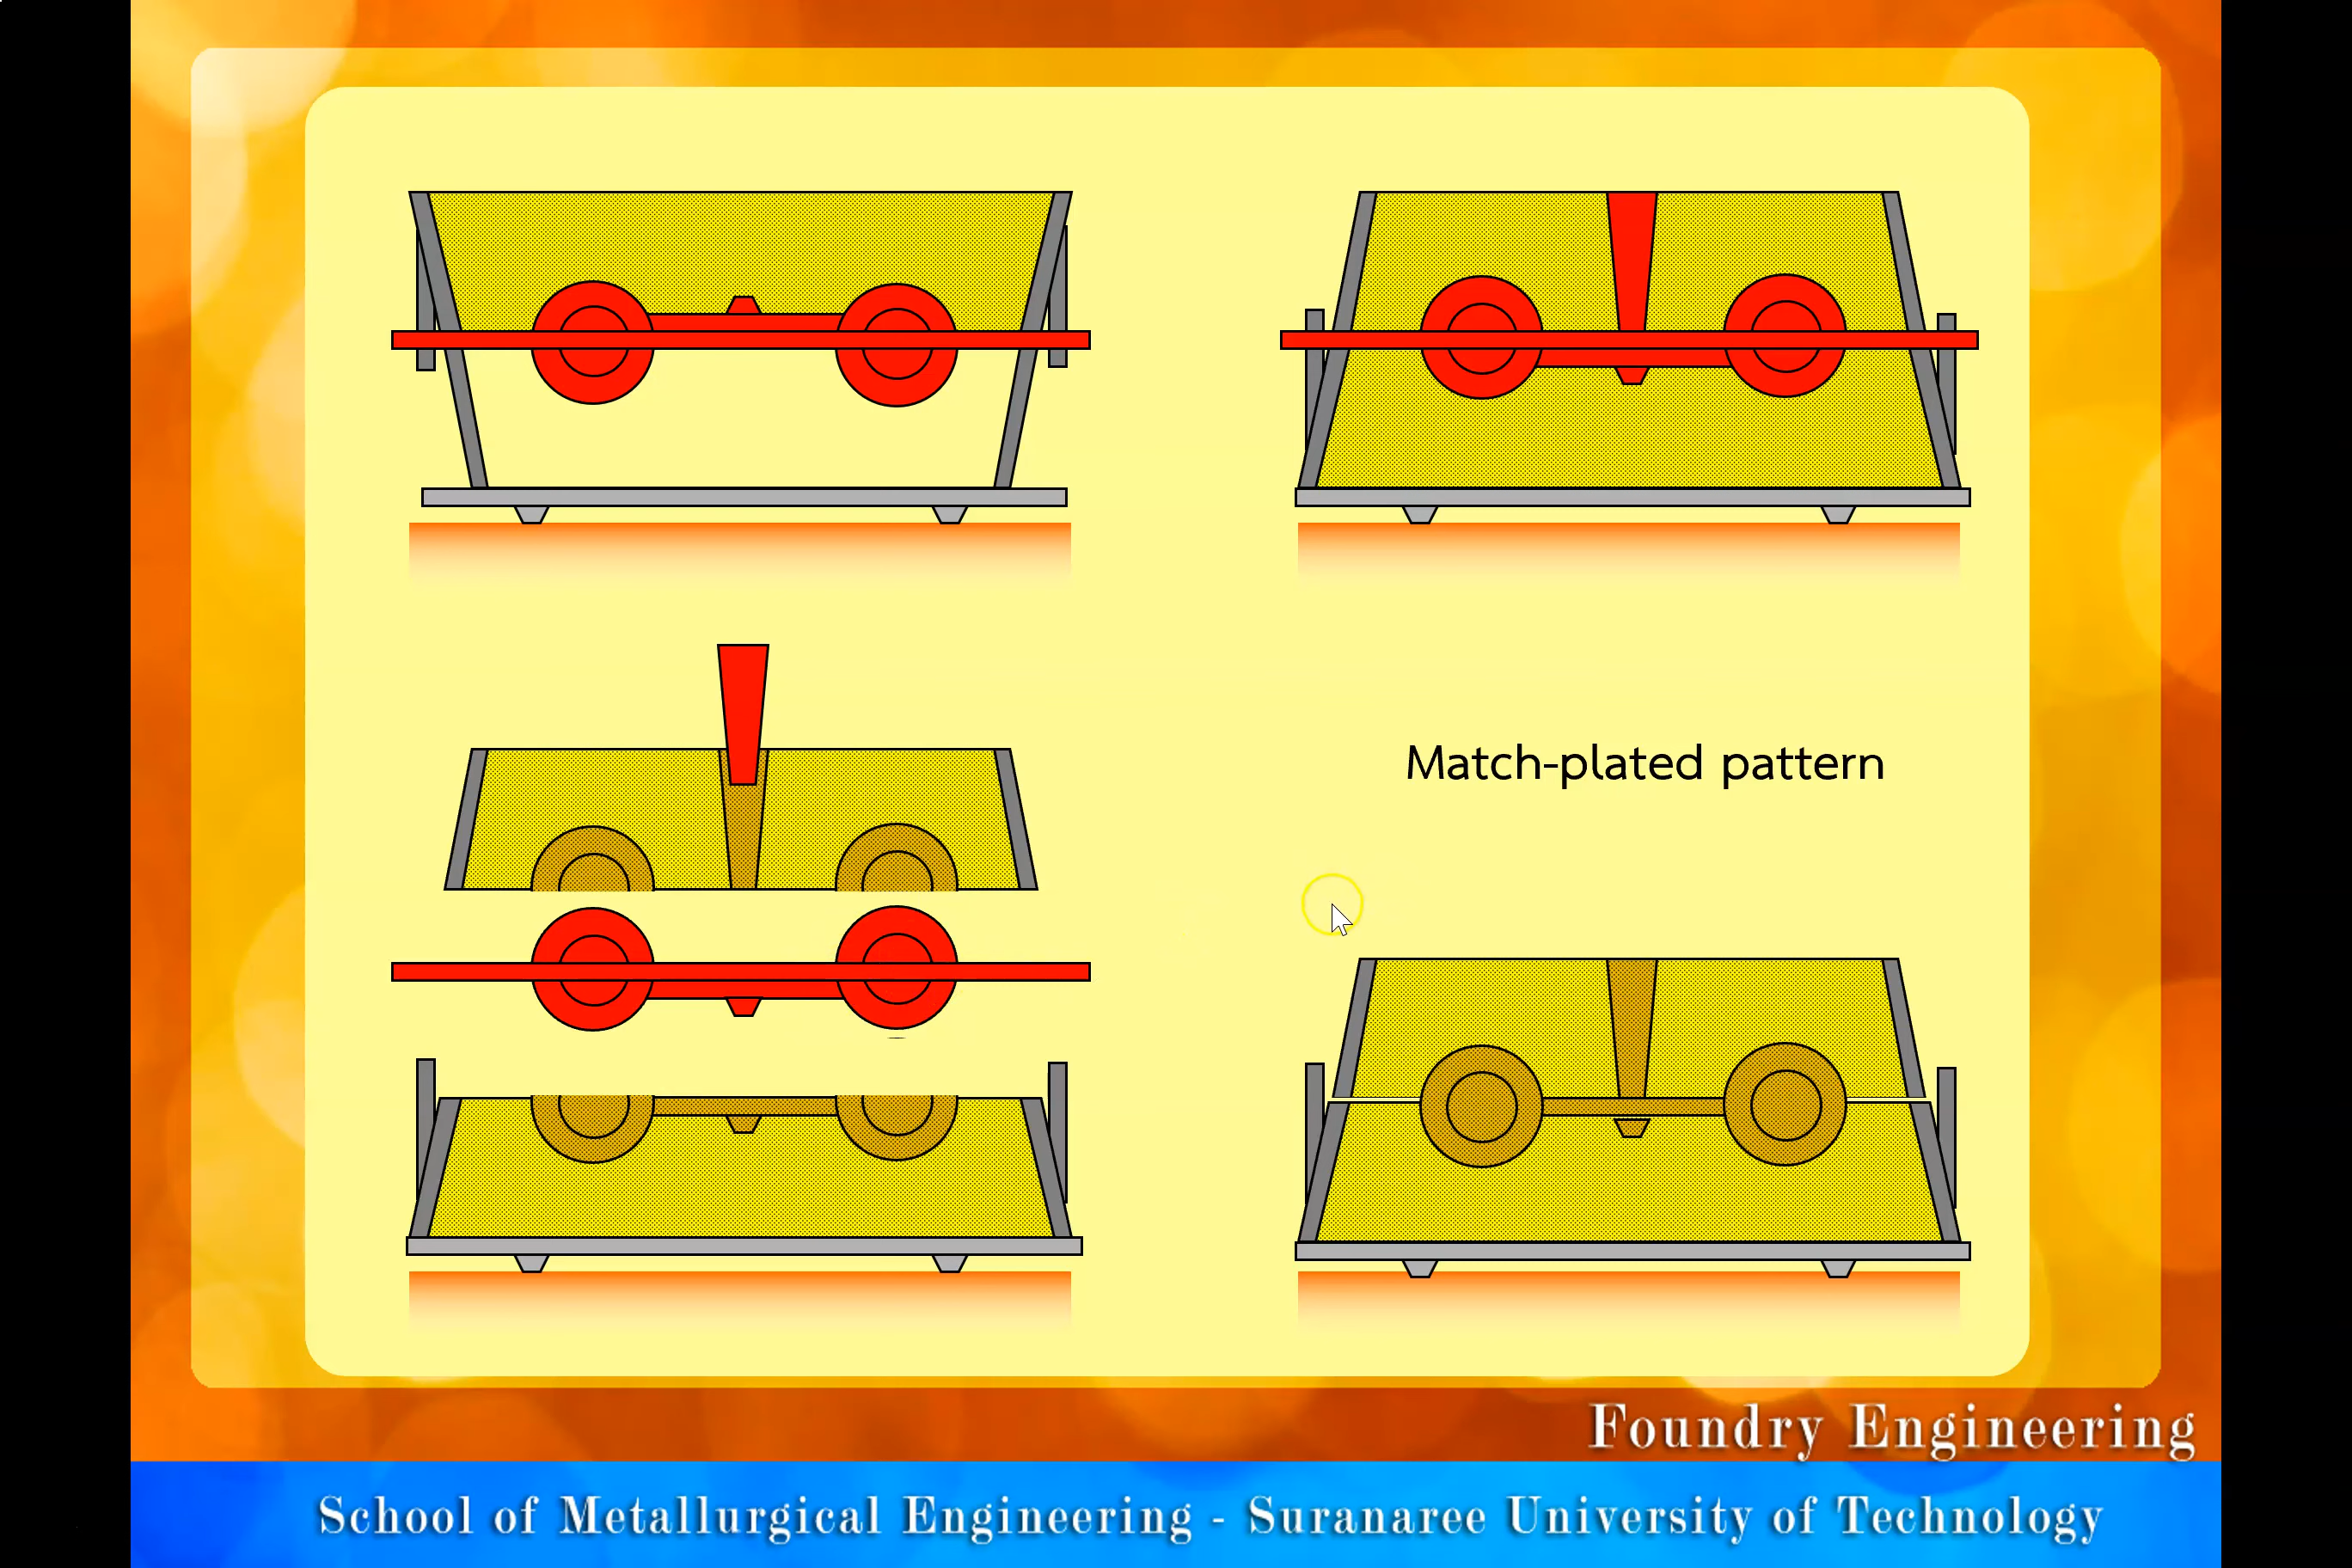 Match-plated pattern
Foundry Engineering
School of Metallurgical Engineering - Suranaree University of Technology